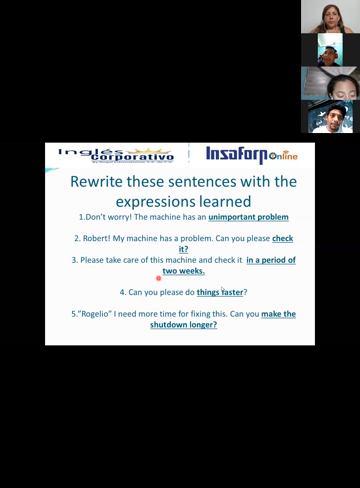 Inglés
Corporativo
Insaforp Online
Rewrite these sentences with the
expressions learned
1.Don't worry! The machine has an unimportant problem
2. Robert! My machine has a problem. Can you please check
it?
3. Please take care of this machine and check it in a period of
two weeks.
4. Can you please do things faster?
5."Rogelio" I need more time for fixing this. Can you make the
shutdown longer?